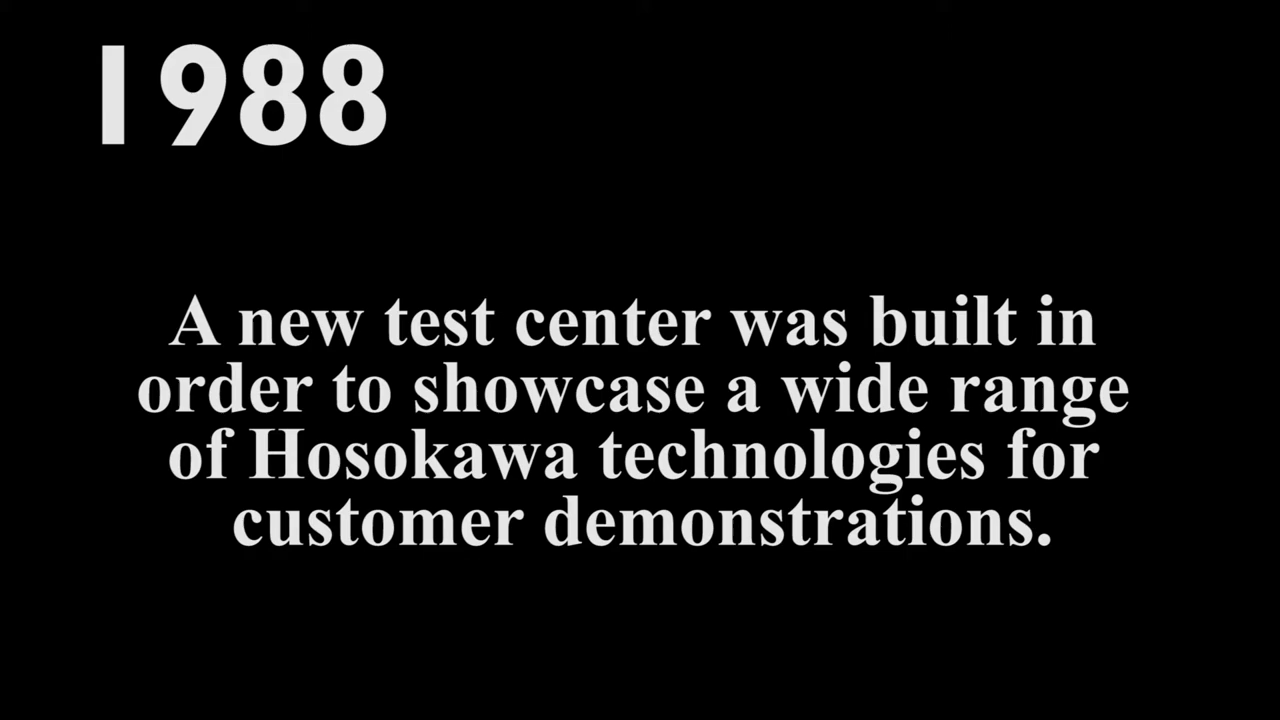 1988
A new test center was built in
order to showcase a wide range
of Hosokawa technologies for
customer demonstrations.